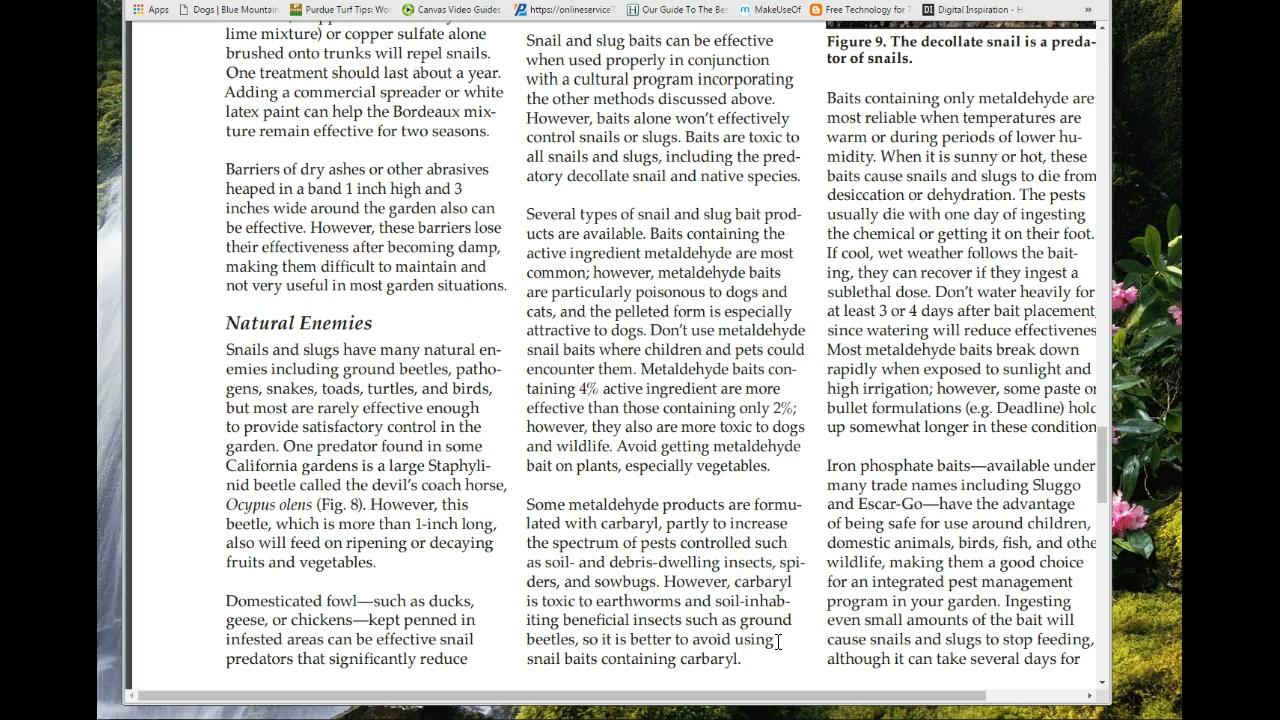 Apps
Dogs | Blue Mountain
Purdue Turf Tips: Wo
Canvas Video Guides
https://onlineservice
Our Guide To The Be
MakeUseOf
Free Technology for T
Digital Inspiration - H
»
lime mixture) or copper sulfate alone
brushed onto trunks will repel snails.
One treatment should last about a year.
Adding a commercial spreader or white
latex paint can help the Bordeaux mix-
ture remain effective for two seasons.
Barriers of dry ashes or other abrasives
heaped in a band 1 inch high and 3
inches wide around the garden also can
be effective. However, these barriers lose
their effectiveness after becoming damp,
making them difficult to maintain and
not very useful in most garden situations.
Natural Enemies
Snails and slugs have many natural en-
emies including ground beetles, patho-
gens, snakes, toads, turtles, and birds,
but most are rarely effective enough
to provide satisfactory control in the
garden. One predator found in some
California gardens is a large Staphyli-
nid beetle called the devil’s coach horse,
Ocypus olens (Fig. 8). However, this
beetle, which is more than 1-inch long,
also will feed on ripening or decaying
fruits and vegetables.
Domesticated fowl—such as ducks,
geese, or chickens—kept penned in
infested areas can be effective snail
predators that significantly reduce
Snail and slug baits can be effective
when used properly in conjunction
with a cultural program incorporating
the other methods discussed above.
However, baits alone won’t effectively
control snails or slugs. Baits are toxic to
all snails and slugs, including the pred-
atory decollate snail and native species.
Several types of snail and slug bait prod-
ucts are available. Baits containing the
active ingredient metaldehyde are most
common; however, metaldehyde baits
are particularly poisonous to dogs and
cats, and the pelleted form is especially
attractive to dogs. Don’t use metaldehyde
snail baits where children and pets could
encounter them. Metaldehyde baits con-
taining 4% active ingredient are more
effective than those containing only 2%;
however, they also are more toxic to dogs
and wildlife. Avoid getting metaldehyde
bait on plants, especially vegetables.
Some metaldehyde products are formu-
lated with carbaryl, partly to increase
the spectrum of pests controlled such
as soil- and debris-dwelling insects, spi-
ders, and sowbugs. However, carbaryl
is toxic to earthworms and soil-inhab-
iting beneficial insects such as ground
beetles, so it is better to avoid using
snail baits containing carbaryl.
Figure 9. The decollate snail is a preda-
tor of snails.
Baits containing only metaldehyde are
most reliable when temperatures are
warm or during periods of lower hu-
midity. When it is sunny or hot, these
baits cause snails and slugs to die from
desiccation or dehydration. The pests
usually die with one day of ingesting
the chemical or getting it on their foot.
If cool, wet weather follows the bait-
ing, they can recover if they ingest a
sublethal dose. Don’t water heavily for
at least 3 or 4 days after bait placement,
since watering will reduce effectivenes
Most metaldehyde baits break down
rapidly when exposed to sunlight and
high irrigation; however, some paste or
bullet formulations (e.g. Deadline) hold
up somewhat longer in these condition
Iron phosphate baits—available under
many trade names including Sluggo
and Escar-Go—have the advantage
of being safe for use around children,
domestic animals, birds, fish, and othe
wildlife, making them a good choice
for an integrated pest management
program in your garden. Ingesting
even small amounts of the bait will
cause snails and slugs to stop feeding,
although it can take several days for